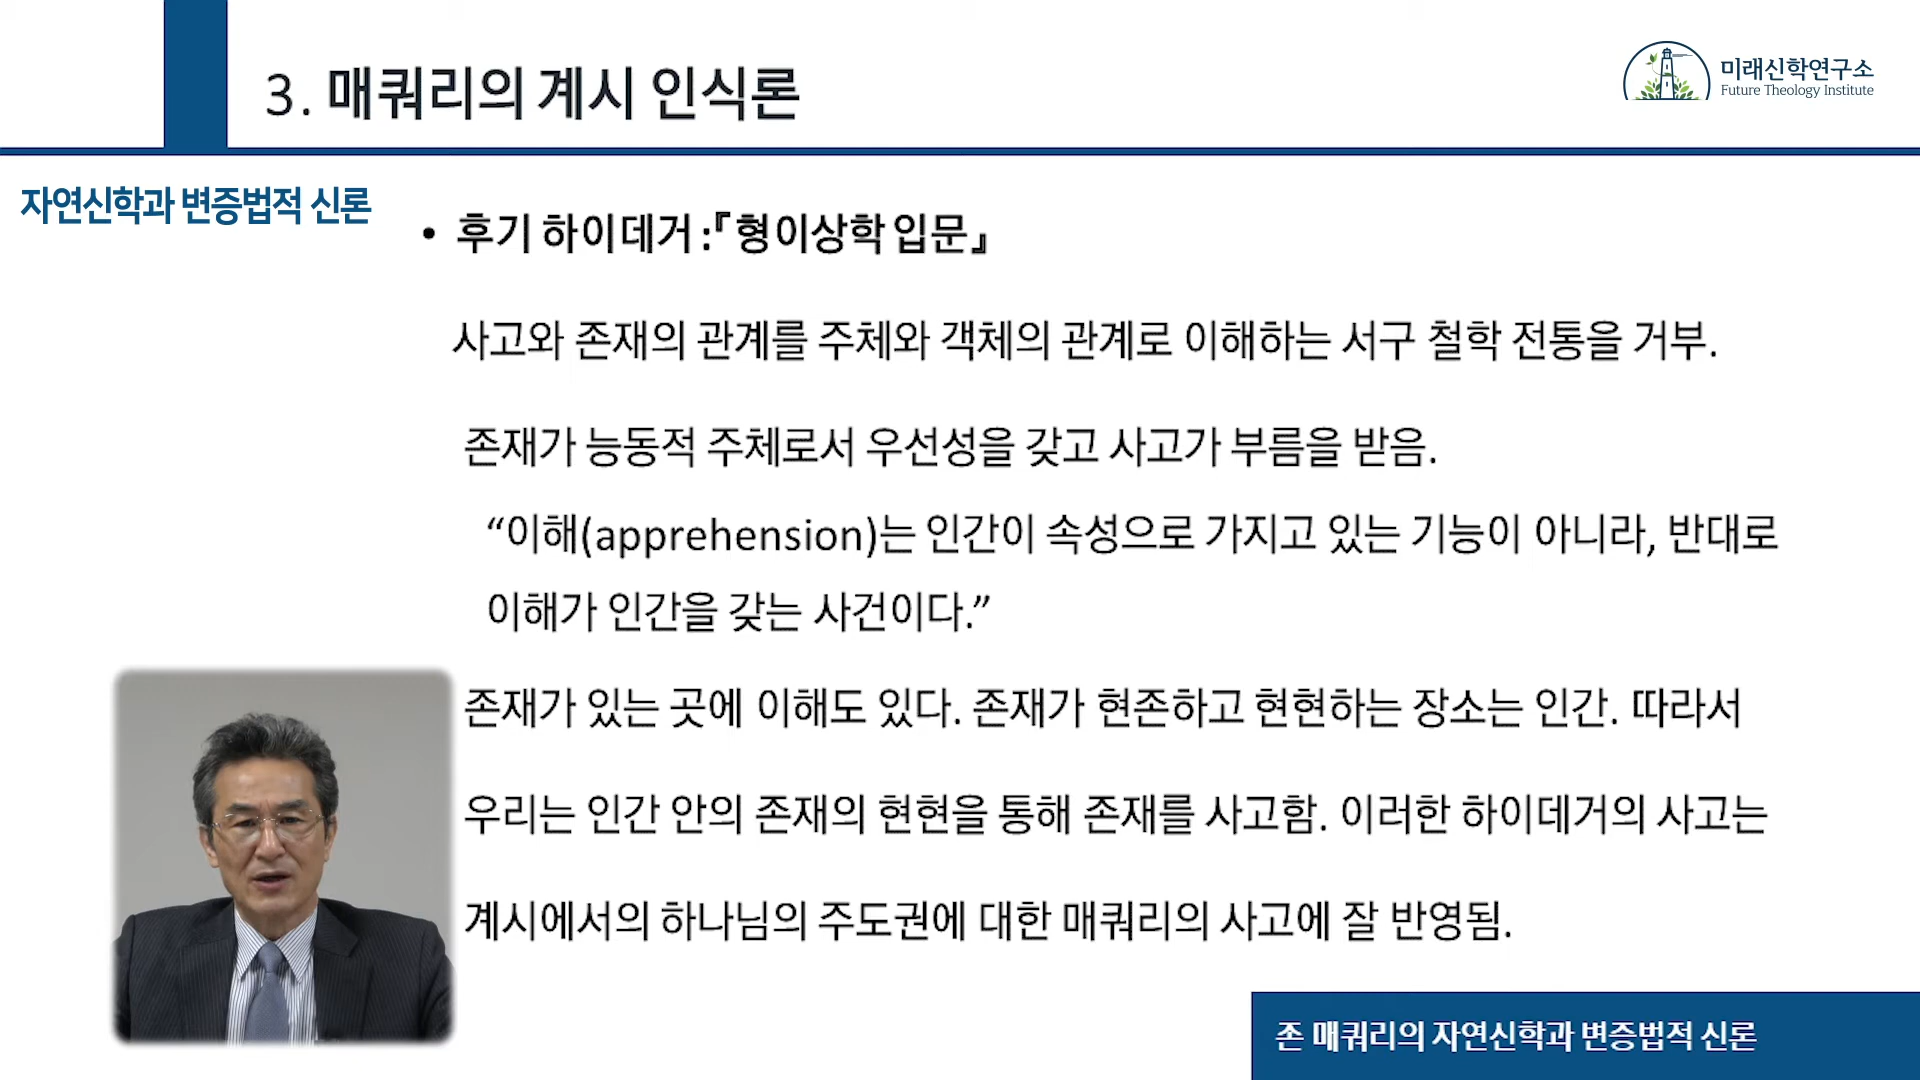 3. 매쿼리의 계시 인식론
미래신학연구소
Future Theology Institute
자연신학과 변증법적 신론
• 후기 하이데거 :『형이상학 입문』
사고와 존재의 관계를 주체와 객체의 관계로 이해하는 서구 철학 전통을 거부.
존재가 능동적 주체로서 우선성을 갖고 사고가 부름을 받음.
“이해(apprehension)는 인간이 속성으로 가지고 있는 기능이 아니라, 반대로
이해가 인간을 갖는 사건이다.”
존재가 있는 곳에 이해도 있다. 존재가 현존하고 현현하는 장소는 인간. 따라서
우리는 인간 안의 존재의 현현을 통해 존재를 사고함. 이러한 하이데거의 사고는
계시에서의 하나님의 주도권에 대한 매쿼리의 사고에 잘 반영됨.
존 매쿼리의 자연신학과 변증법적 신론